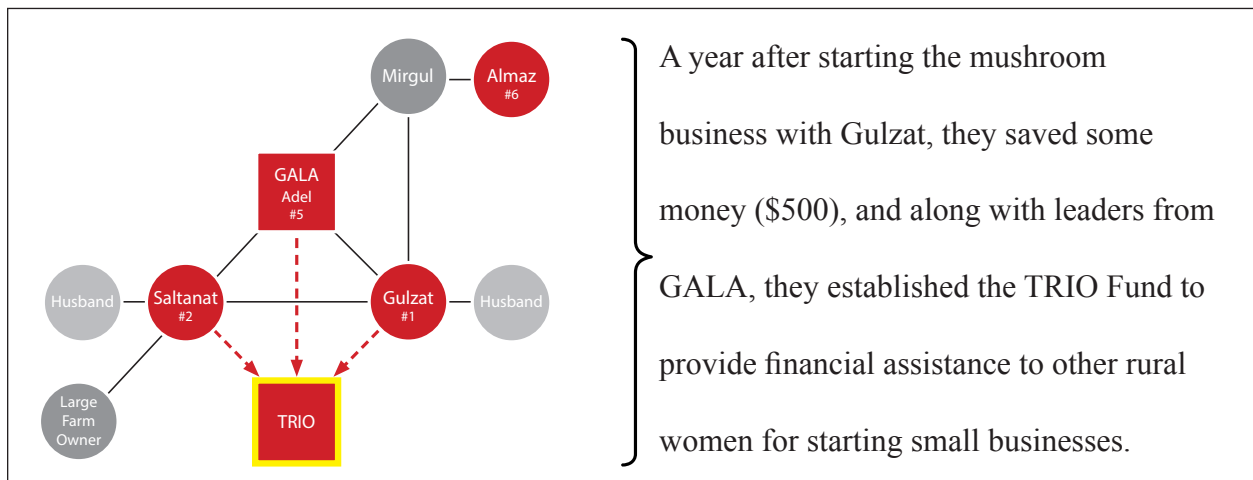 Mirgul
Almaz
#6
GALA
Adel
#5
Husband
Saltanat
#2
Gulzat
#1
Husband
Large
Farm
Owner
TRIO
A year after starting the mushroom
business with Gulzat, they saved some
money ($500), and along with leaders from
GALA, they established the TRIO Fund to
provide financial assistance to other rural
women for starting small businesses.